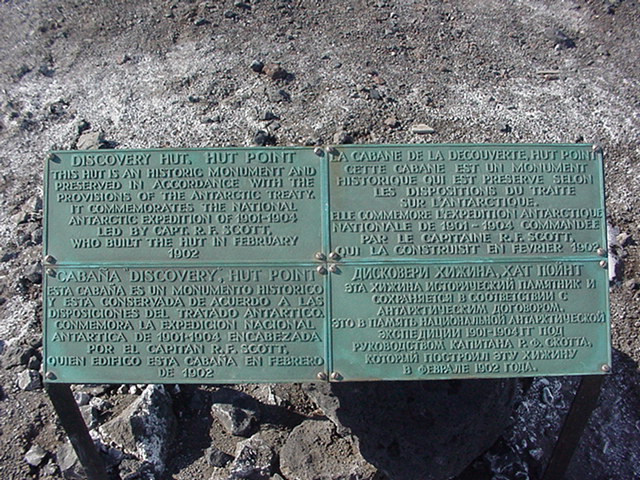 DISCOVERY HUT, HUT POINT
THIS HUT IS AN HISTORIC MONUMENT AND
PRESERVED IN ACCORDANCE WITH THE
PROVISIONS OF THE ANTARCTIC TREATY.
IT COMMEMORATES THE NATIONAL
ANTARCTIC EXPEDITION OF 1901-1904
LED BY CAPT. R.F. SCOTT,
WHO BUILT THE HUT IN FEBRUARY
1902
LA CABANE DE LA DECOUVERTE, HUT POINT
CETTE CABANE EST UN MONUMENT
HISTORIQUE QUI EST PRESERVE SELON
LES DISPOSITIONS DU TRAITE
SUR L'ANTARCTIQUE.
ELLE COMMEMORE L'EXPEDITION ANTARCTIQUE
NATIONALE DE 1901-1904 COMMANDEE
PAR LE CAPITAINE R.F. SCOTT,
QUI LA CONSTRUISIT EN FEVRIER 1902
CABAÑA "DISCOVERY", HUT POINT
ESTA CABAÑA ES UN MONUMENTO HISTORICO
Y ESTA CONSERVADA DE ACUERDO A LAS
DISPOSICIONES DEL TRATADO ANTARTICO.
CONMEMORA LA EXPEDICION NACIONAL
ANTARTICA DE 1901-1904 ENCABEZADA
POR EL CAPITAN R.F. SCOTT,
QUIEN EDIFICO ESTA CABAÑA EN FEBRERO
DE 1902
ДИСКОВЕРИ ХИЖИНА, ХАТ ПОЙНТ
ЭТА ХИЖИНА ИСТОРИЧЕСКИЙ ПАМЯТНИК И
СОХРАНЯЕТСЯ В СООТВЕТСТВИИ С
АНТАРКТИЧЕСКИМ ДОГОВОРОМ.
ЭТО В ПАМЯТЬ НАЦИОНАЛЬНОЙ АНТАРКТИЧЕСКОЙ
ЭКСПЕДИЦИИ 1901-1904 ГГ ПОД
РУКОВОДСТВОМ КАПИТАНА Р.Ф. СКОТТА,
КОТОРЫЙ ПОСТРОИЛ ЭТУ ХИЖИНУ
В ФЕВРАЛЕ 1902 ГОДА.